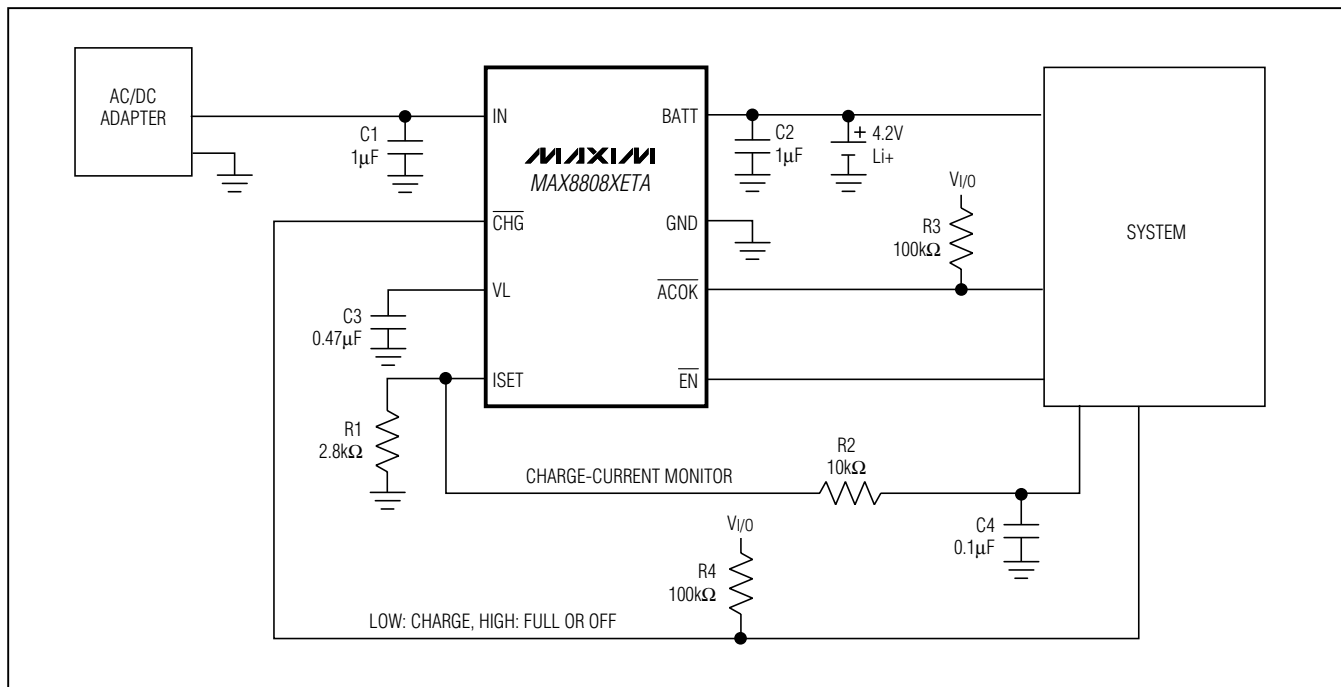 AC/DC
ADAPTER
C1
1µF
IN
BATT
MAXIM
MAX8808XETA
C2
1µF
+
4.2V
Li+
CHG
GND
VI/O
R3
100kΩ
SYSTEM
VL
ACOK
C3
0.47µF
ISET
EN
R1
2.8kΩ
CHARGE-CURRENT MONITOR
R2
10kΩ
C4
0.1µF
VI/O
R4
100kΩ
LOW: CHARGE, HIGH: FULL OR OFF